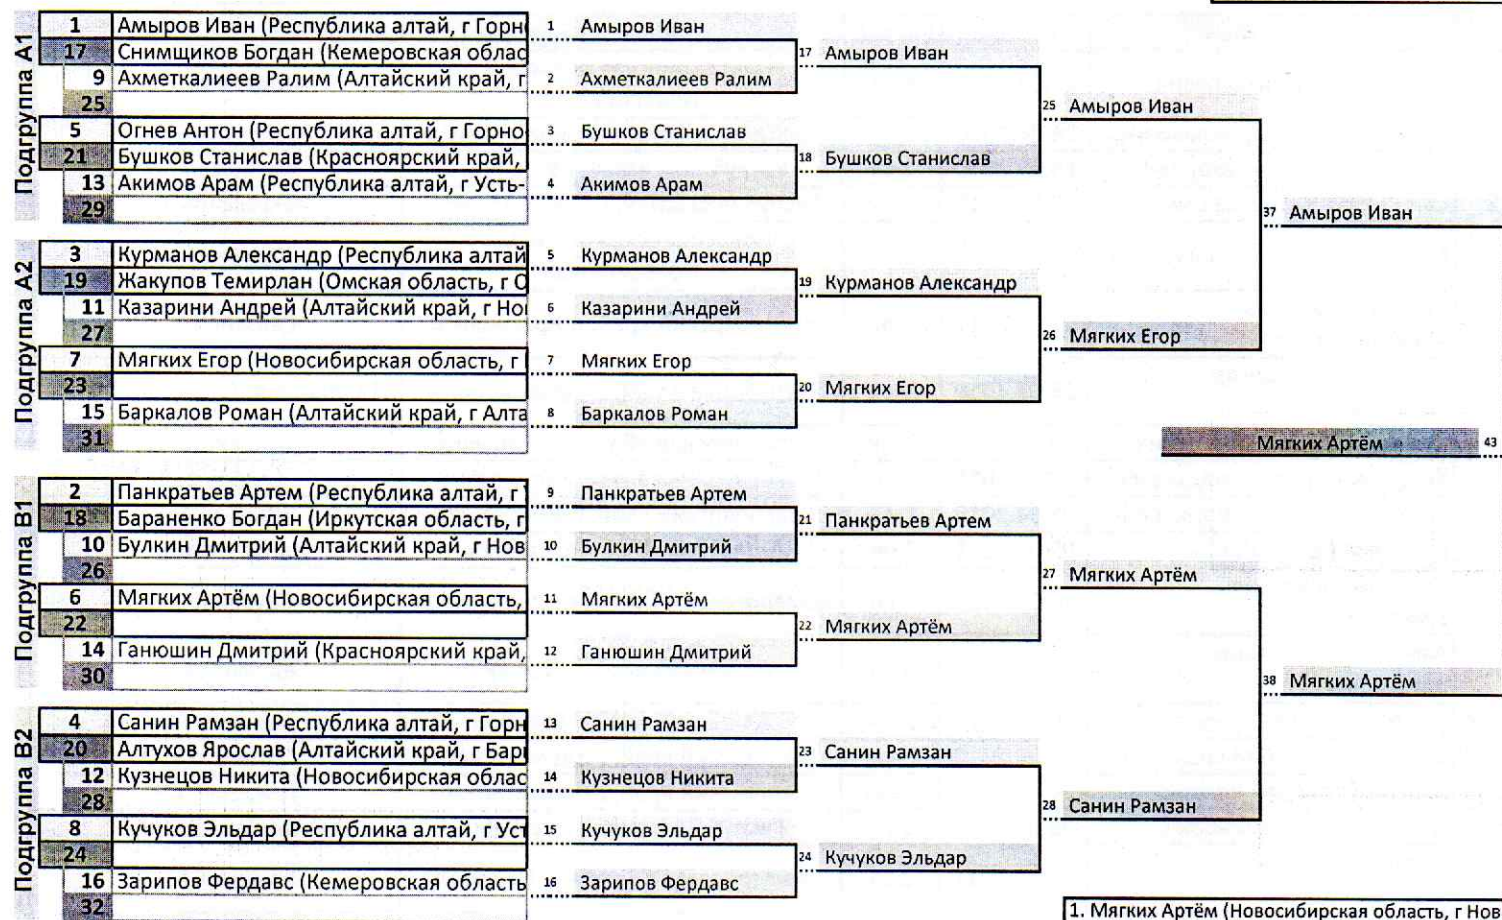 Подгруппа А1
1 Амыров Иван (Республика алтай, г Горн
17 Снимщиков Богдан (Кемеровская облас
9 Ахметкалиеев Ралим (Алтайский край, г
25
5 Огнев Антон (Республика алтай, г Горно
21 Бушков Станислав (Красноярский край,
13 Акимов Арам (Республика алтай, г Усть-
29
1 Амыров Иван
2 Ахметкалиеев Ралим
3 Бушков Станислав
4 Акимов Арам
17 Амыров Иван
18 Бушков Станислав
25 Амыров Иван
Подгруппа А2
3 Курманов Александр (Республика алтай
19 Жакупов Темирлан (Омская область, г О
11 Казарини Андрей (Алтайский край, г Но
27
7 Мягких Егор (Новосибирская область, г
23
15 Баркалов Роман (Алтайский край, г Алта
31
5 Курманов Александр
6 Казарини Андрей
7 Мягких Егор
8 Баркалов Роман
19 Курманов Александр
20 Мягких Егор
26 Мягких Егор
37 Амыров Иван
Мягких Артём 43
Подгруппа В1
2 Панкратьев Артем (Республика алтай, г
18 Бараненко Богдан (Иркутская область, г
10 Булкин Дмитрий (Алтайский край, г Нов
26
6 Мягких Артём (Новосибирская область,
22
14 Ганюшин Дмитрий (Красноярский край,
30
9 Панкратьев Артем
10 Булкин Дмитрий
11 Мягких Артём
12 Ганюшин Дмитрий
21 Панкратьев Артем
22 Мягких Артём
27 Мягких Артём
Подгруппа В2
4 Санин Рамзан (Республика алтай, г Горн
20 Алтухов Ярослав (Алтайский край, г Бар
12 Кузнецов Никита (Новосибирская облас
28
8 Кучуков Эльдар (Республика алтай, г Уст
24
16 Зарипов Фердавс (Кемеровская область
32
13 Санин Рамзан
14 Кузнецов Никита
15 Кучуков Эльдар
16 Зарипов Фердавс
23 Санин Рамзан
24 Кучуков Эльдар
28 Санин Рамзан
38 Мягких Артём
1. Мягких Артём (Новосибирская область, г Нов